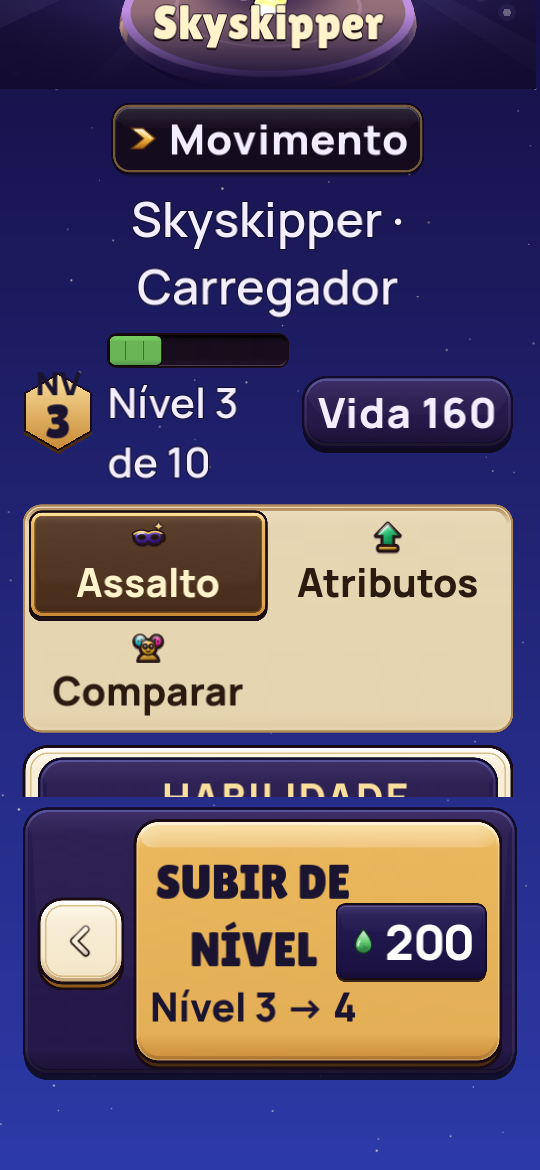 Skyskipper
Movimento
Skyskipper ·
Carregador
NV
3
Nível 3
de 10
Vida 160
Assalto
Atributos
Comparar
HABILIDADE
SUBIR DE
NÍVEL
200
Nível 3 → 4